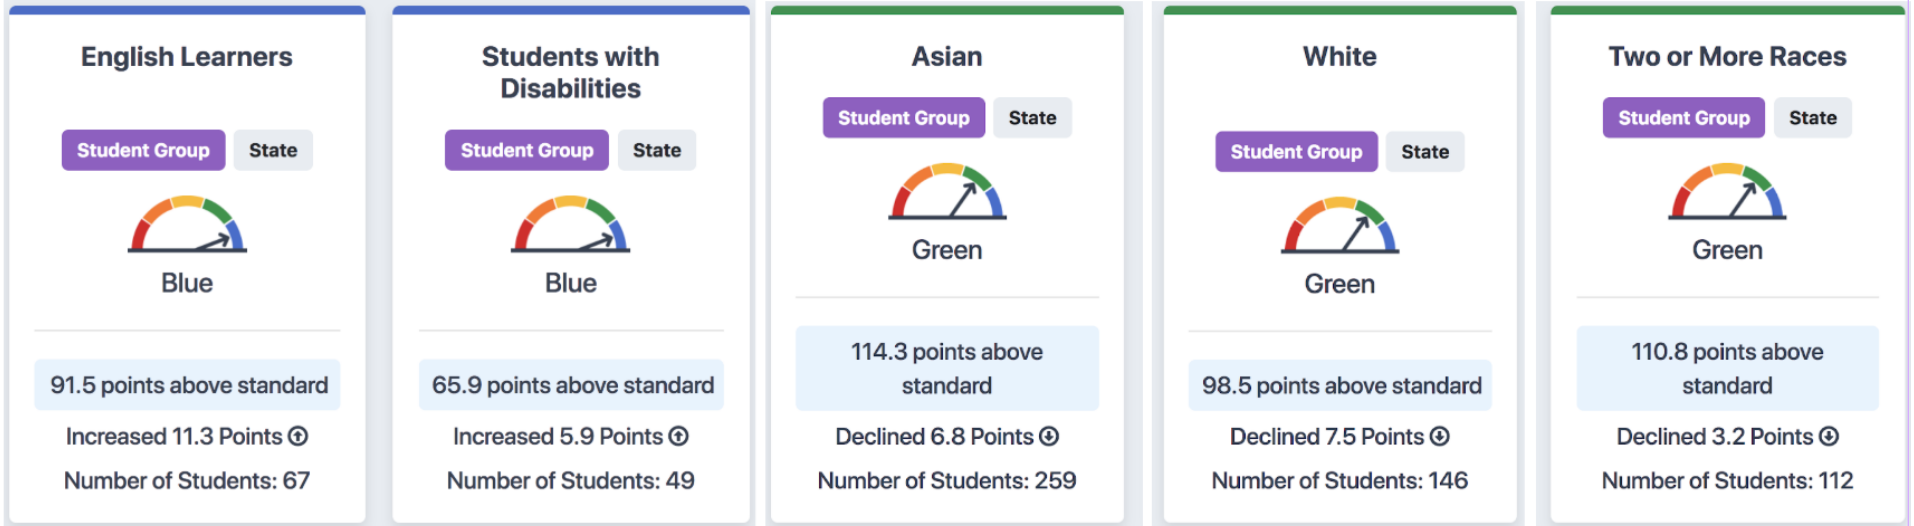 English Learners
Student Group
State
Blue
91.5 points above standard
Increased 11.3 Points
Number of Students: 67
Students with
Disabilities
Student Group
State
Blue
65.9 points above standard
Increased 5.9 Points
Number of Students: 49
Asian
Student Group
State
Green
114.3 points above
standard
Declined 6.8 Points
Number of Students: 259
White
Student Group
State
Green
98.5 points above standard
Declined 7.5 Points
Number of Students: 146
Two or More Races
Student Group
State
Green
110.8 points above
standard
Declined 3.2 Points
Number of Students: 112